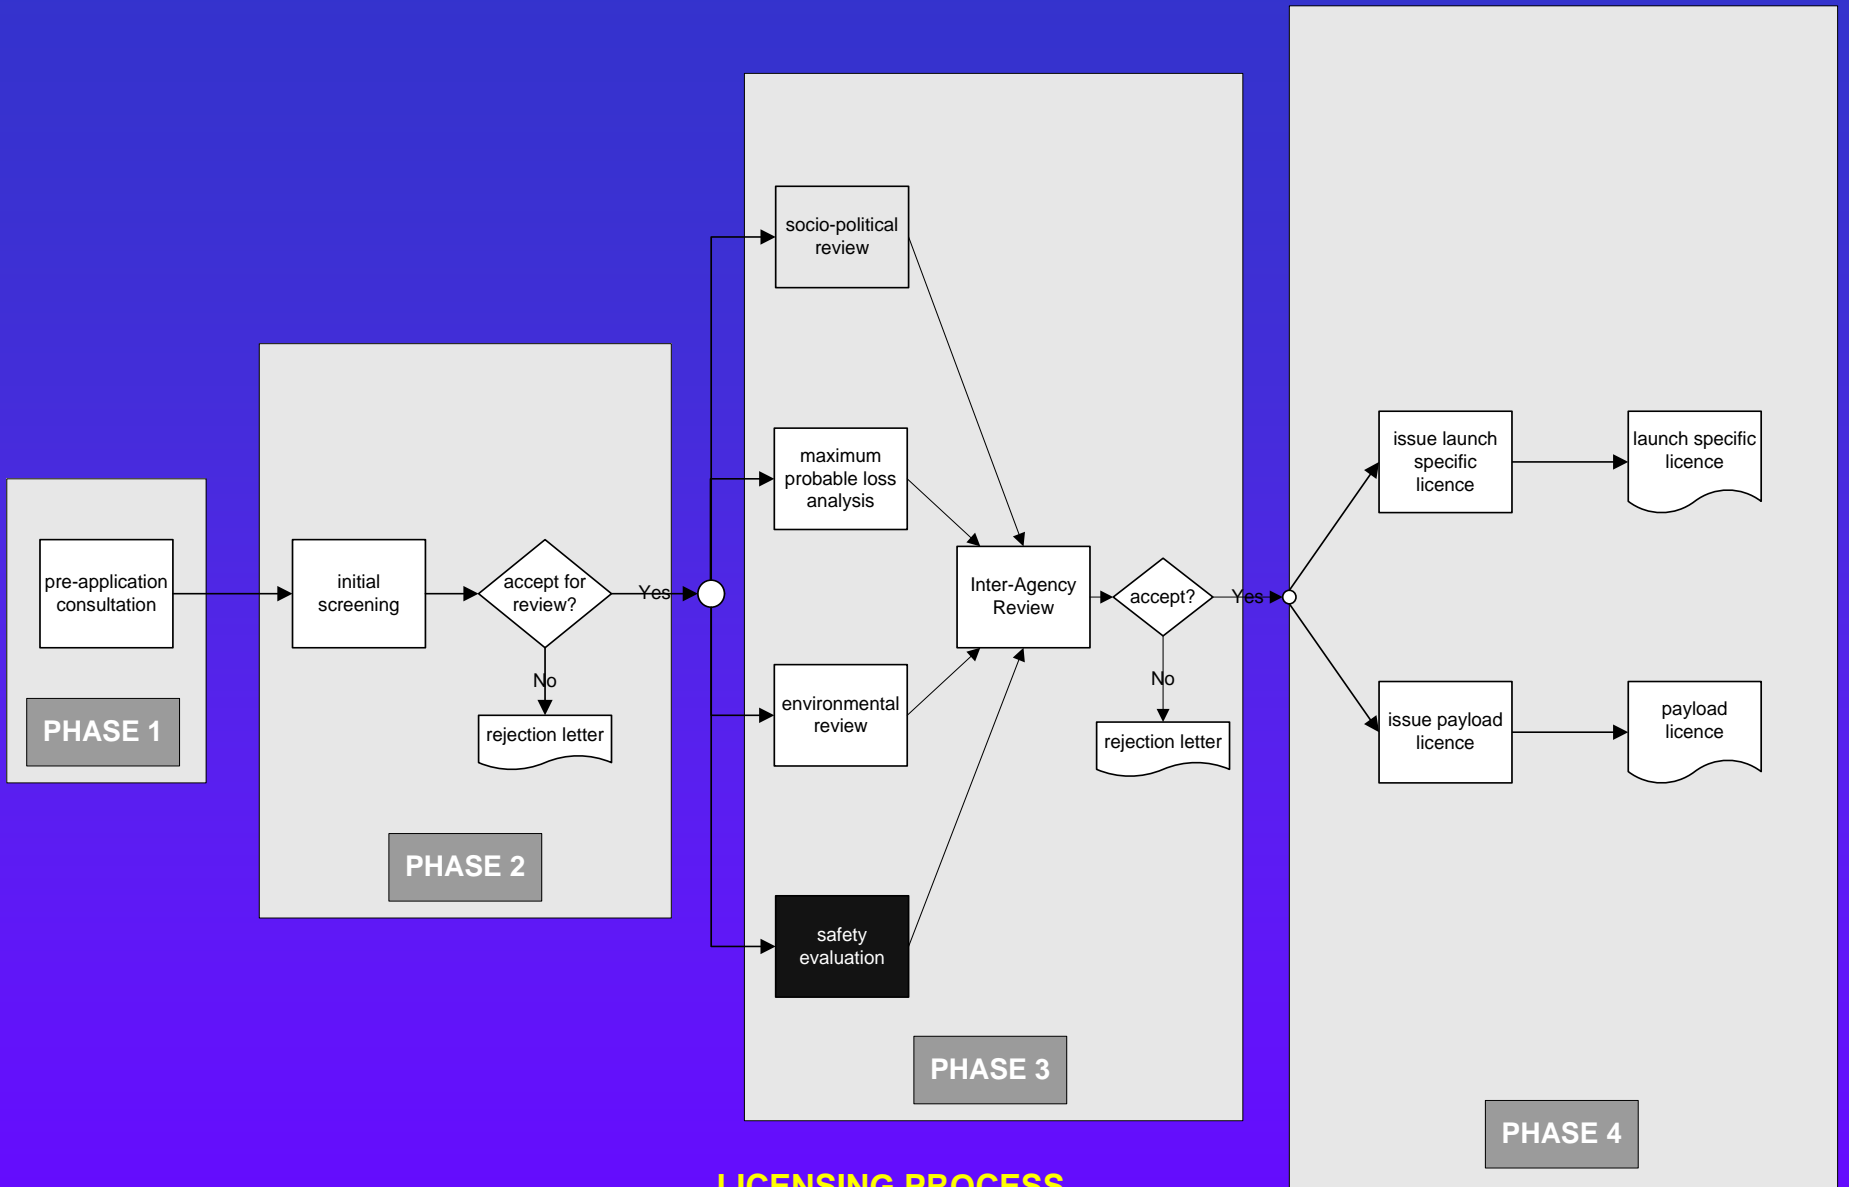 pre-application
consultation
PHASE 1
initial
screening
accept for
review?
Yes
No
rejection letter
PHASE 2
socio-political
review
maximum
probable loss
analysis
environmental
review
safety
evaluation
Inter-Agency
Review
accept?
Yes
No
rejection letter
PHASE 3
issue launch
specific
licence
launch specific
licence
issue payload
licence
payload
licence
PHASE 4
LICENSING PROCESS